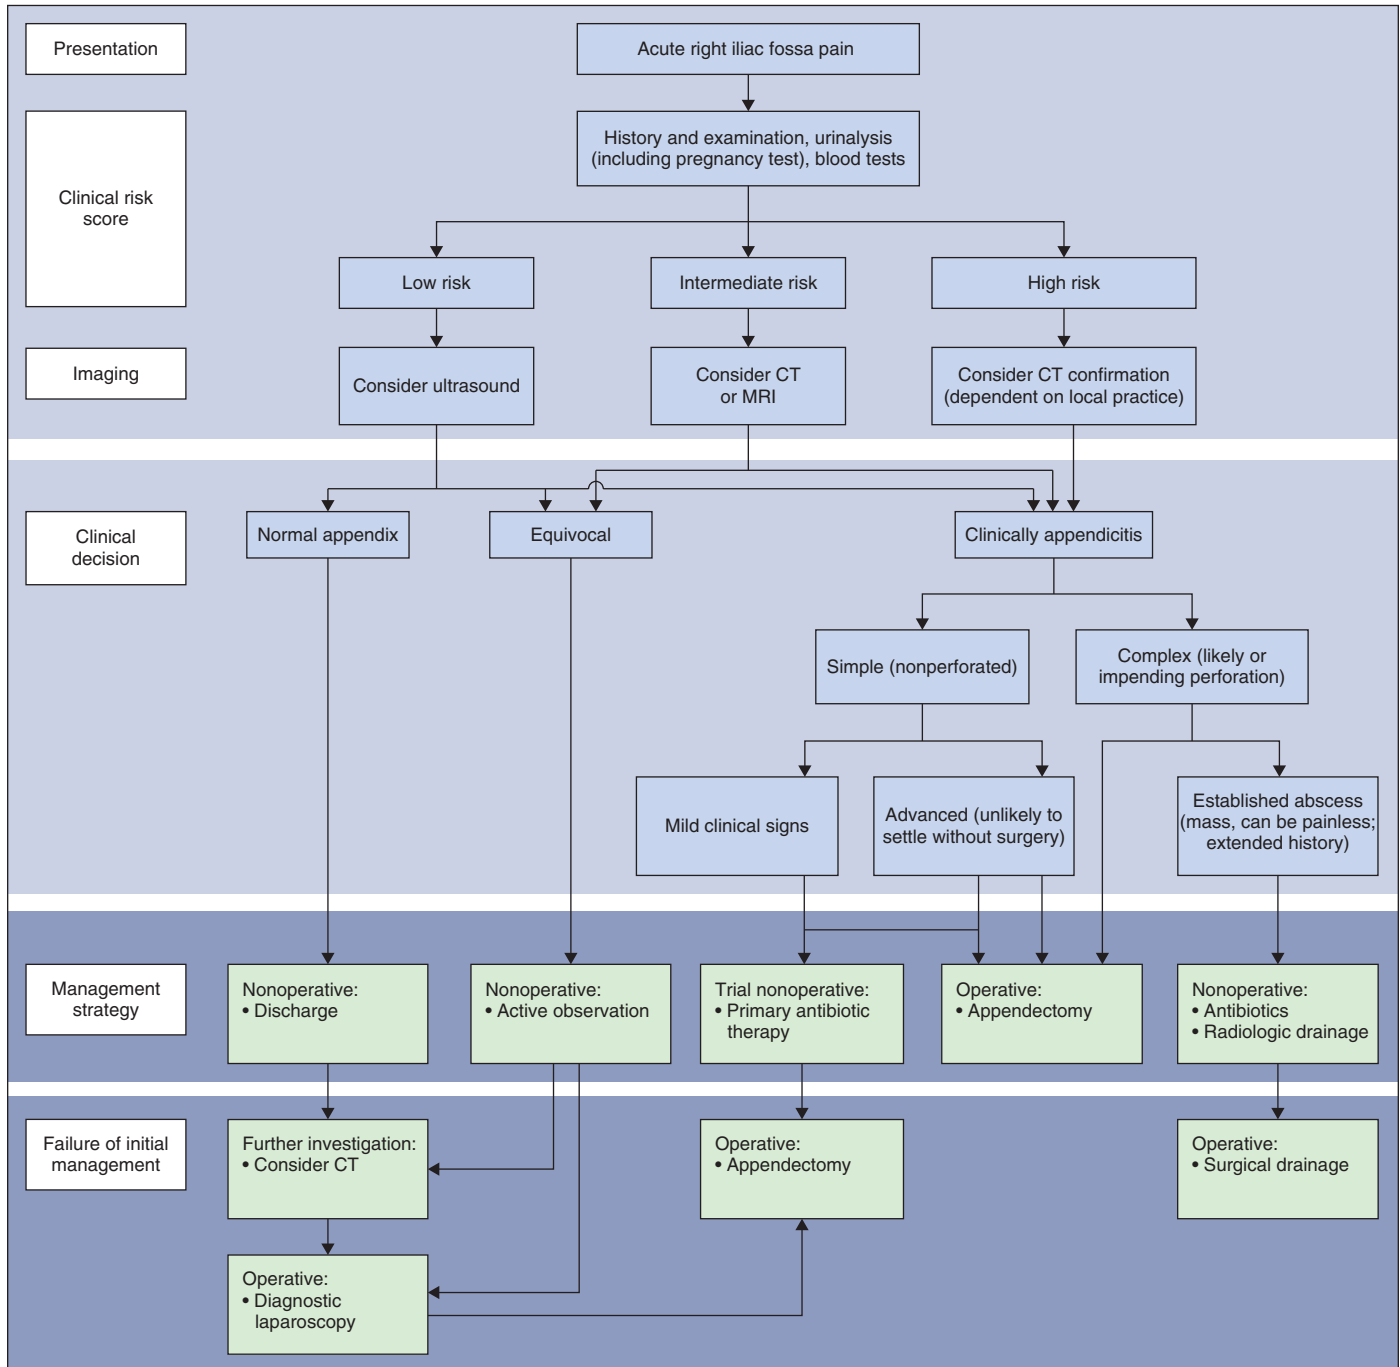 Presentation
Acute right iliac fossa pain
Clinical risk
score
History and examination, urinalysis
(including pregnancy test), blood tests
Low risk
Intermediate risk
High risk
Imaging
Consider ultrasound
Consider CT
or MRI
Consider CT confirmation
(dependent on local practice)
Clinical
decision
Normal appendix
Equivocal
Clinically appendicitis
Simple (nonperforated)
Complex (likely or
impending perforation)
Mild clinical signs
Advanced (unlikely to
settle without surgery)
Established abscess
(mass, can be painless;
extended history)
Management
strategy
Nonoperative:
• Discharge
Nonoperative:
• Active observation
Trial nonoperative:
• Primary antibiotic
therapy
Operative:
• Appendectomy
Nonoperative:
• Antibiotics
• Radiologic drainage
Failure of initial
management
Further investigation:
• Consider CT
Operative:
• Appendectomy
Operative:
• Surgical drainage
Operative:
• Diagnostic
laparoscopy